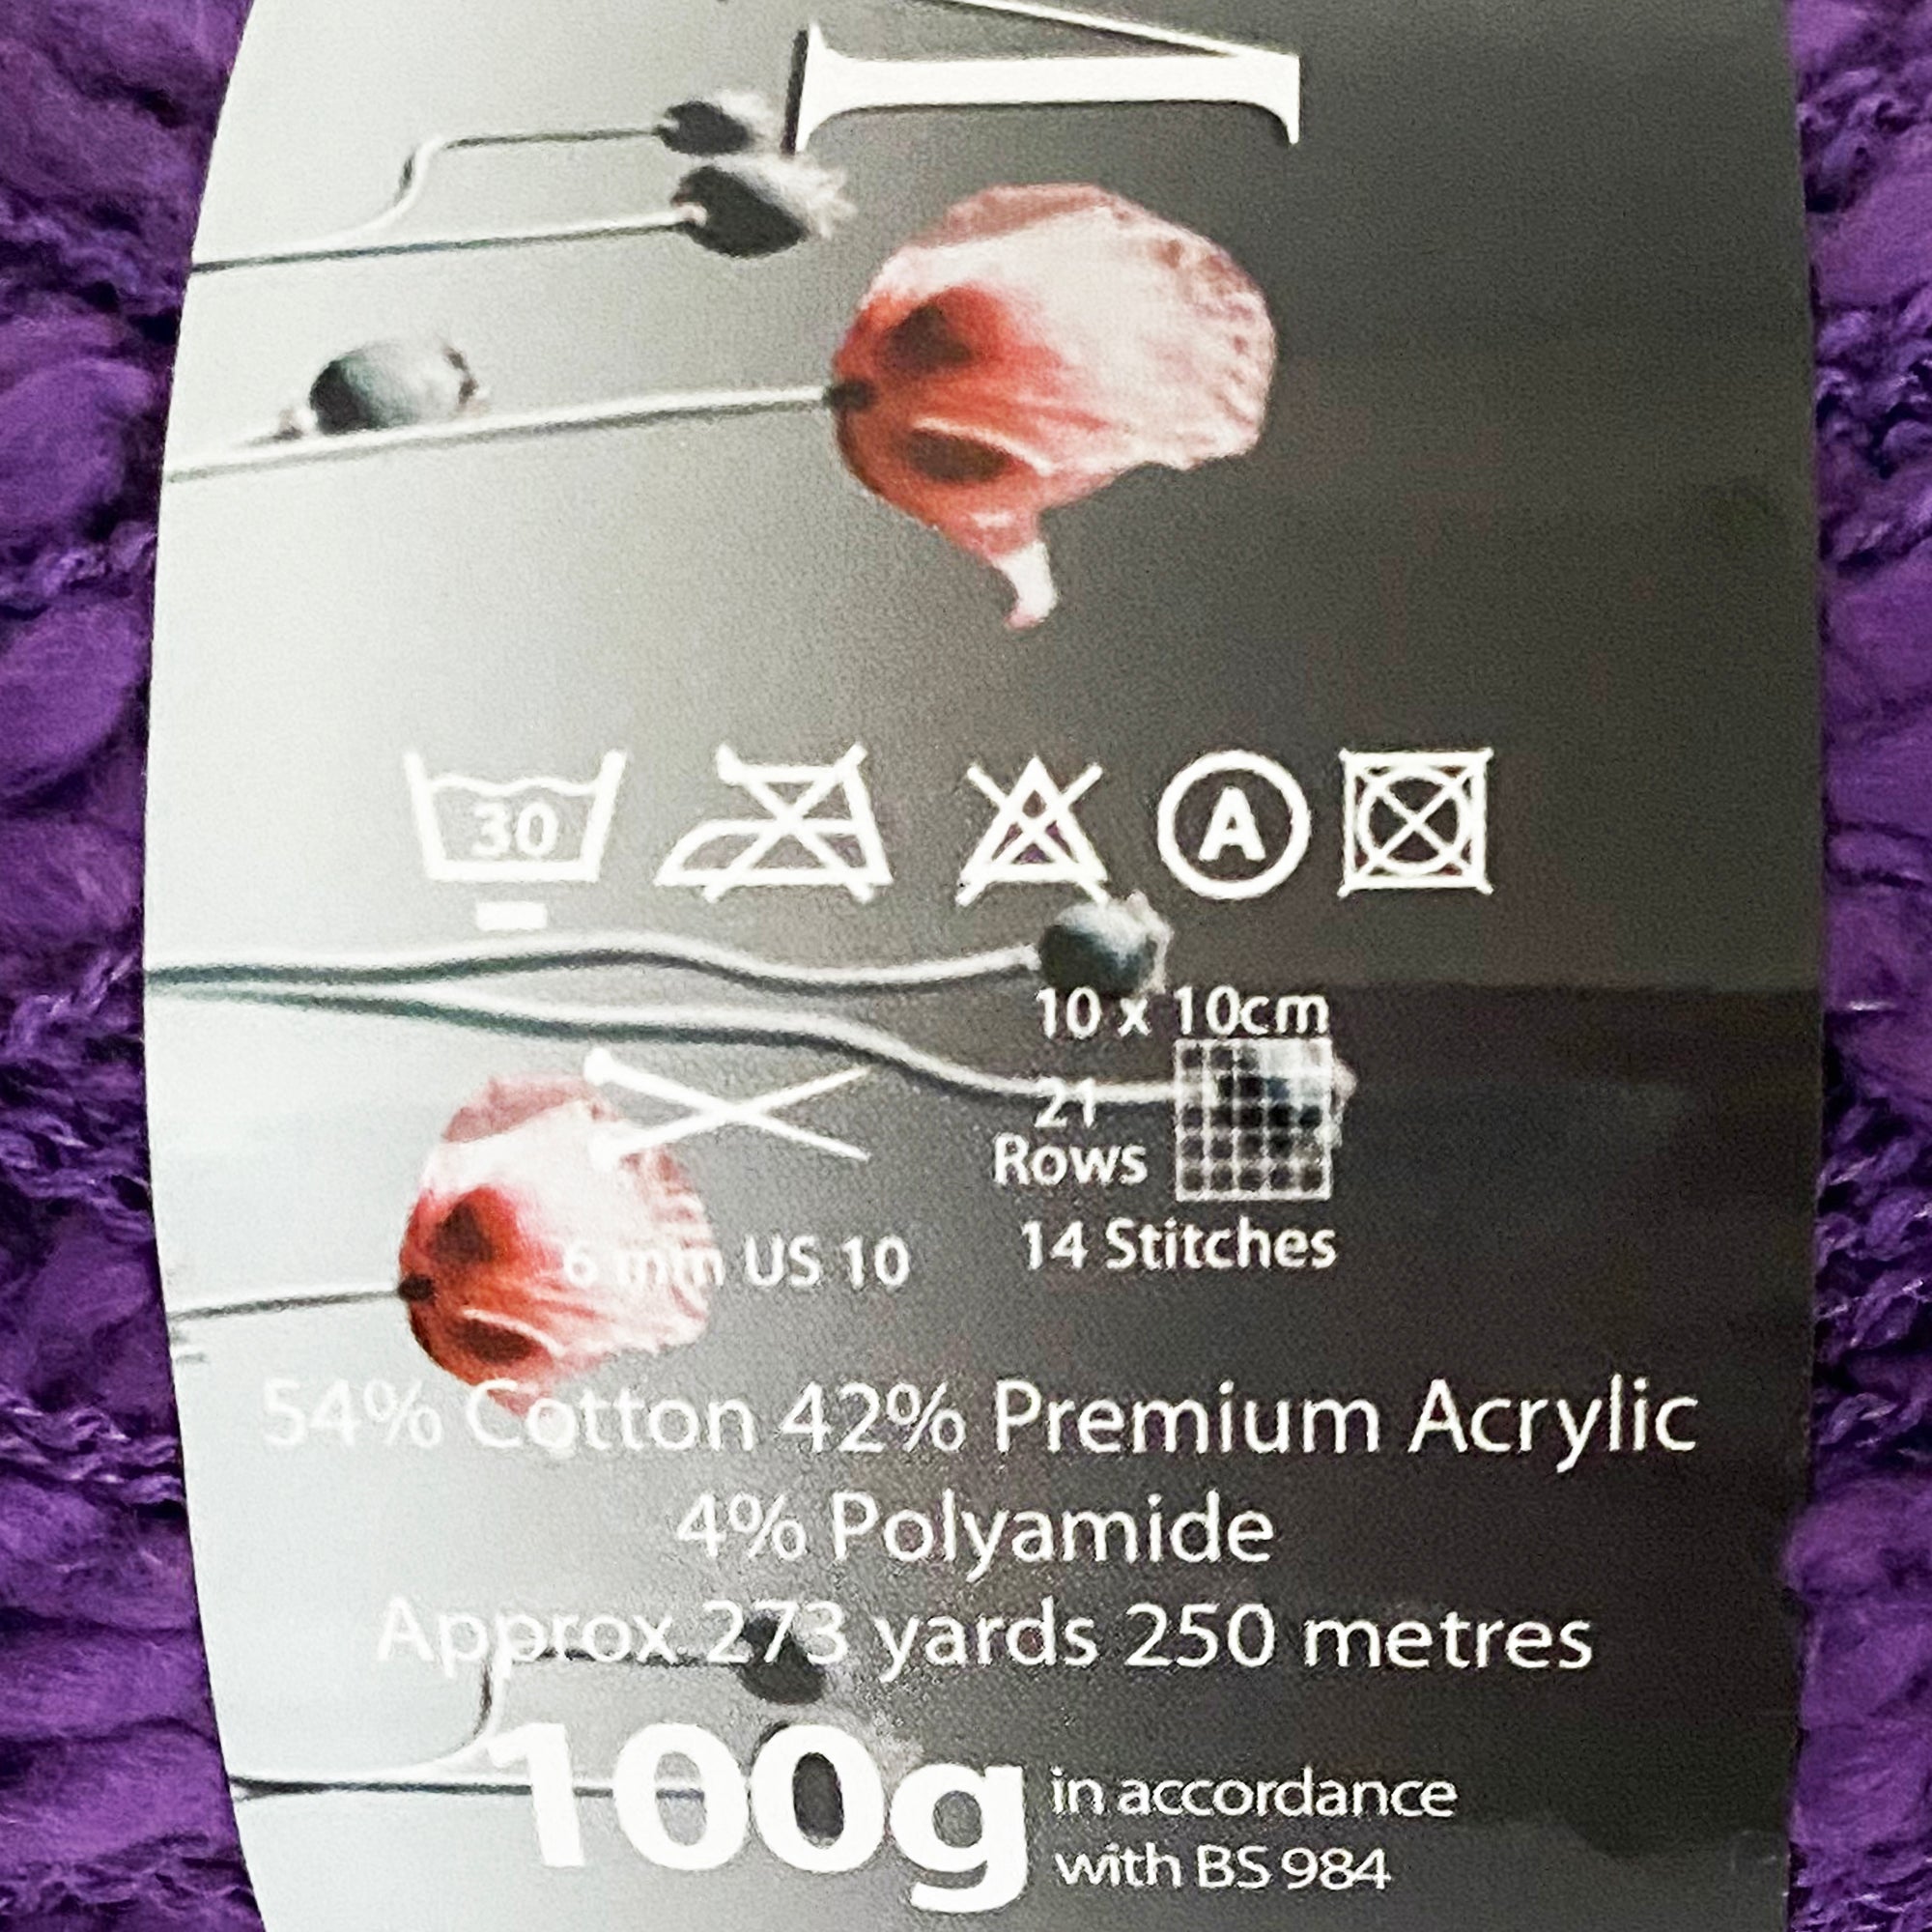 30
A
10 x 10cm
21
Rows
6 mm US 10
14 Stitches
54% Cotton 42% Premium Acrylic
4% Polyamide
Approx 273 yards 250 metres
100g in accordance
with BS 984